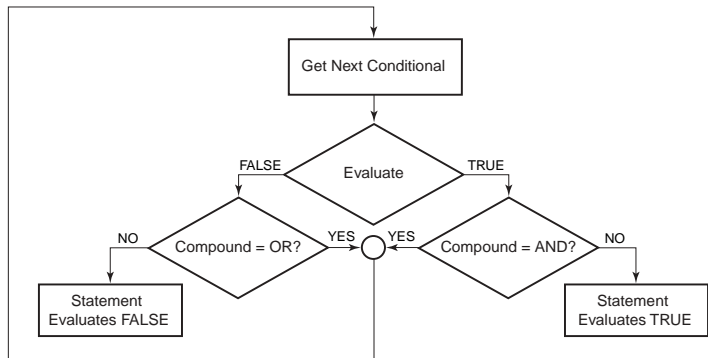 Get Next Conditional
FALSE
Evaluate
TRUE
NO
Compound = OR?
YES
YES
Compound = AND?
NO
Statement
Evaluates FALSE
Statement
Evaluates TRUE